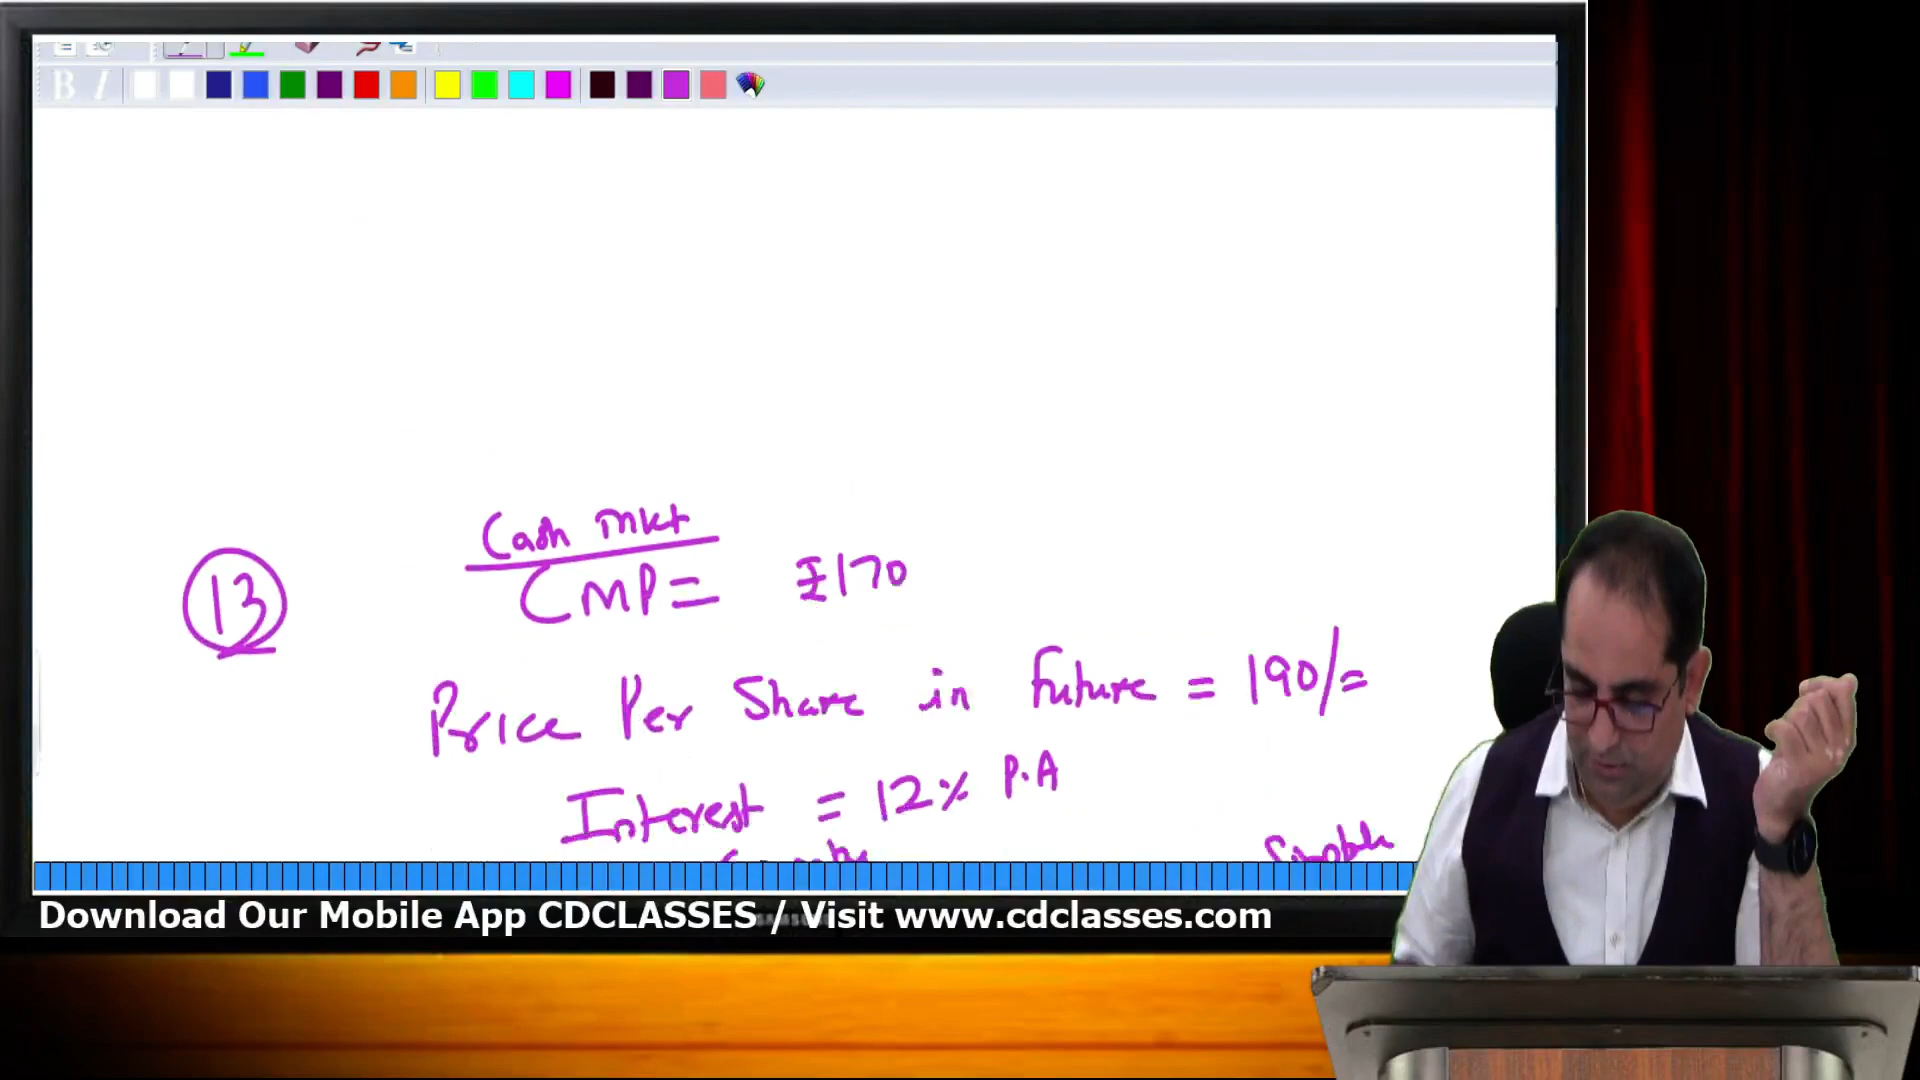 B I
Cash mkt
13
CMP = ₹170
Price Per Share in Future = 190/=
Interest = 12% P.A
Download Our Mobile App CDCLASSES / Visit www.cdclasses.com